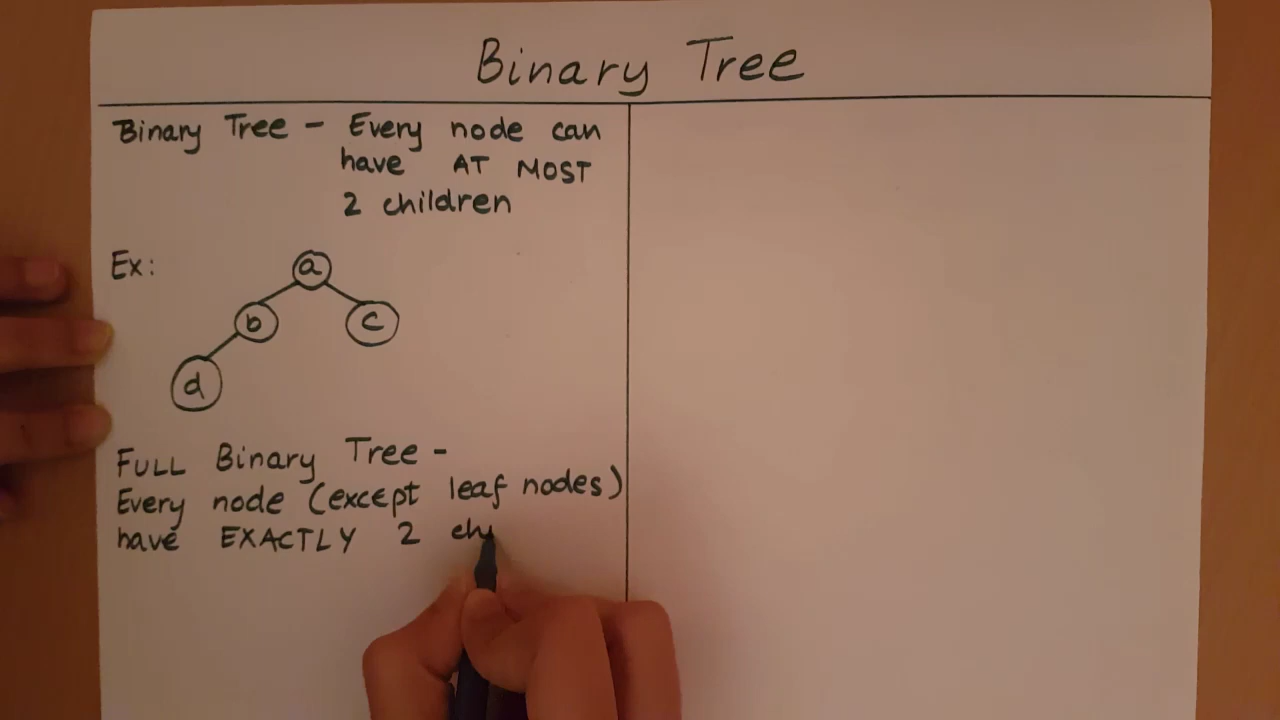 Binary Tree
Binary Tree - Every node can
have AT MOST
2 children
Ex:
a
b
c
d
FULL Binary Tree -
Every node (except leaf nodes)
have EXACTLY 2